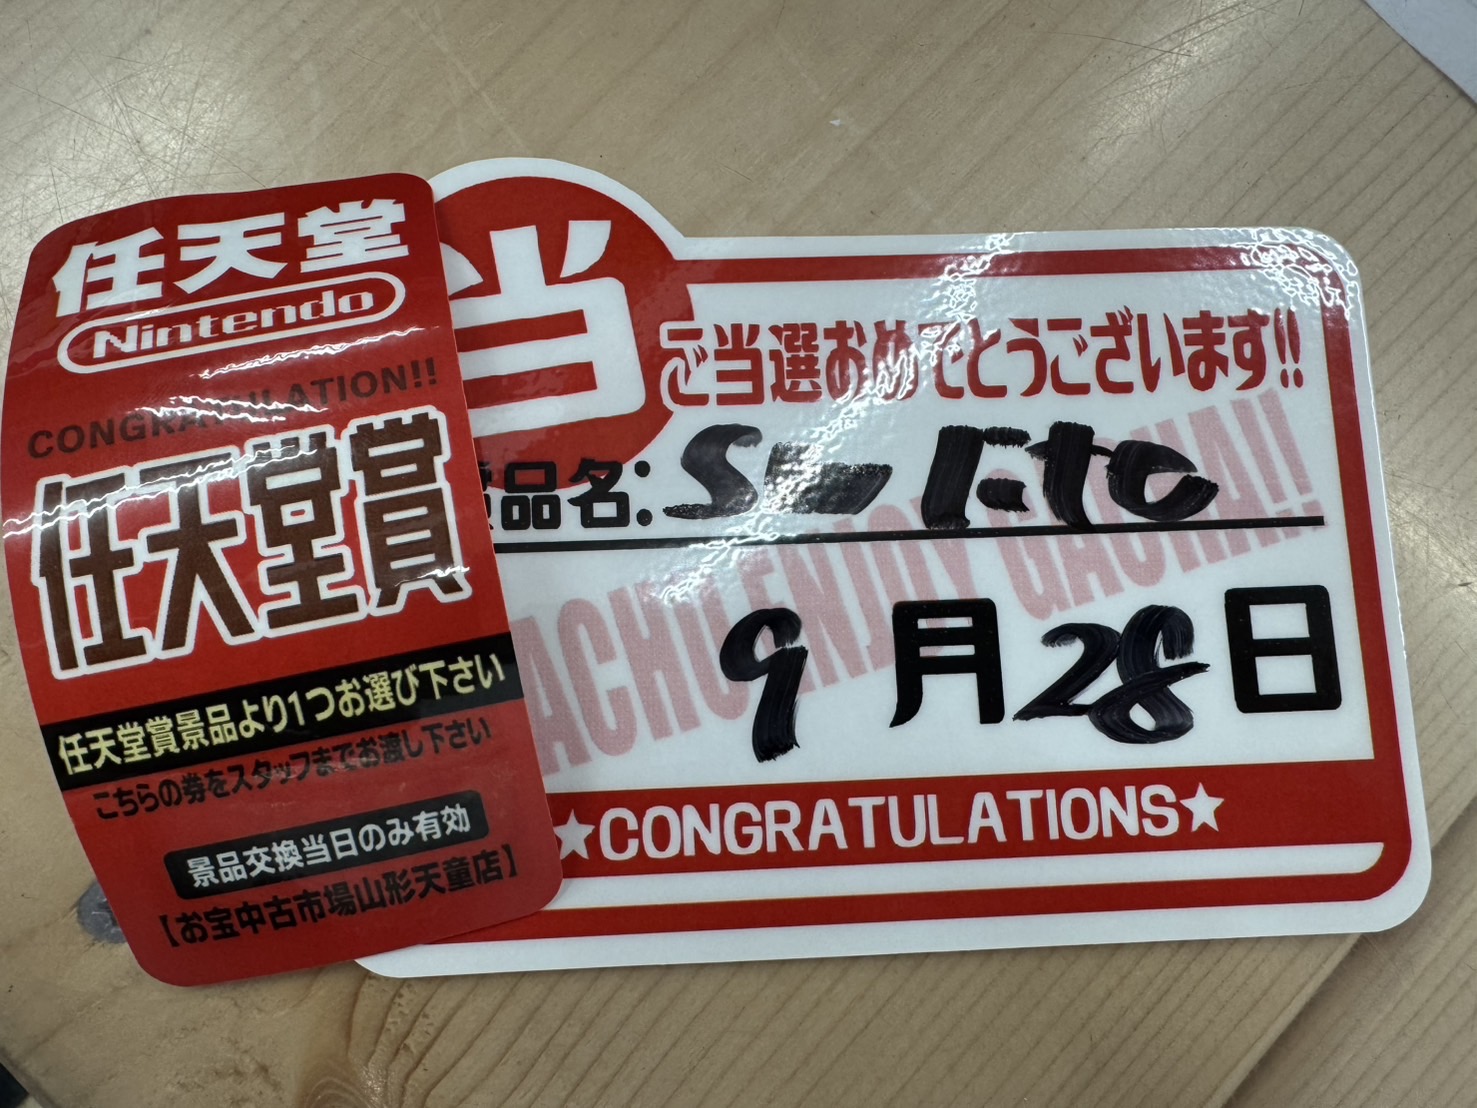 任天堂
Nintendo
CONGRATULATION!!
任天堂賞
任天堂賞景品より1つお選び下さい
こちらの券をスタッフまでお渡し下さい
景品交換当日のみ有効
【お宝中古市場山形天童店】
当
ご当選おめでとうございます!!
品名:
ENJOY GACHA!!
9月28日
★CONGRATULATIONS★